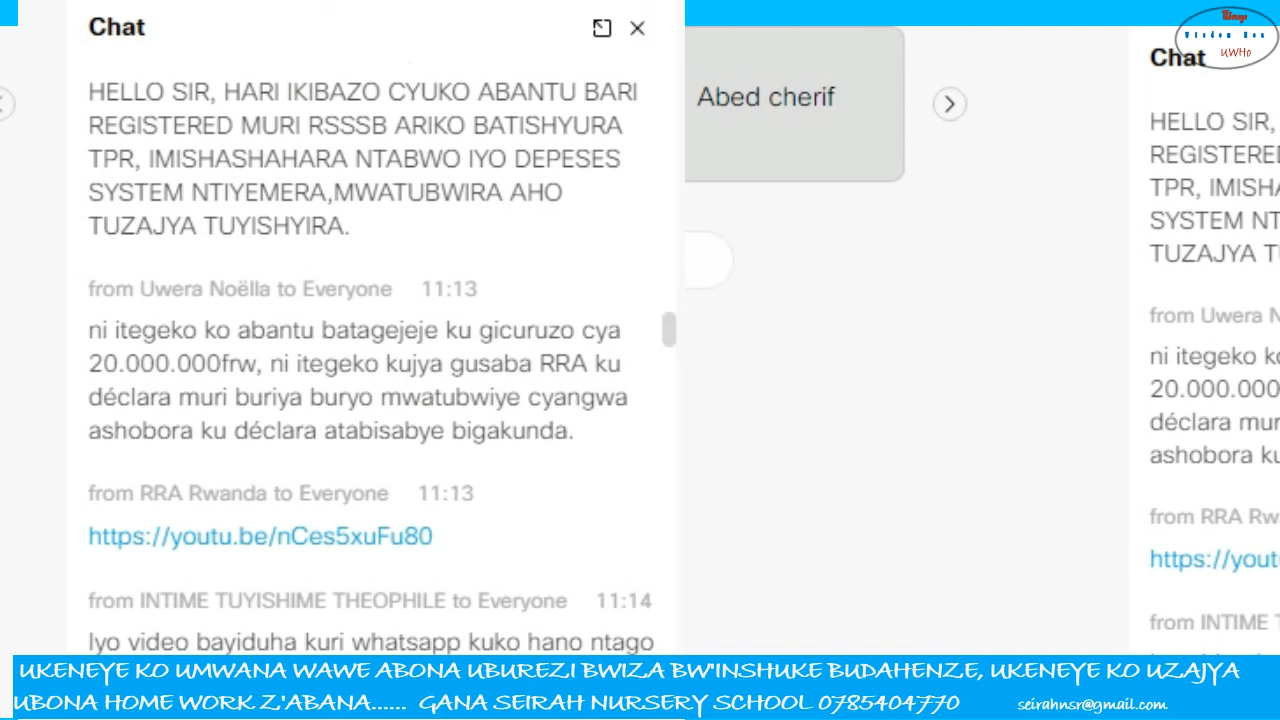 Chat
HELLO SIR, HARI IKIBAZO CYUKO ABANTU BARI
REGISTERED MURI RSSSB ARIKO BATISHYURA
TPR, IMISHASHAHARA NTABWO IYO DEPESES
SYSTEM NTIYEMERA,MWATUBWIRA AHO
TUZAJYA TUYISHYIRA.
from Uwera Noëlla to Everyone 11:13
ni itegeko ko abantu batagejeje ku gicuruzo cya
20.000.000frw, ni itegeko kujya gusaba RRA ku
déclara muri buriya buryo mwatubwiye cyangwa
ashobora ku déclara atabisabye bigakunda.
from RRA Rwanda to Everyone 11:13
https://youtu.be/nCes5xuFu80
from INTIME TUYISHIME THEOPHILE to Everyone 11:14
Iyo video bayiduha kuri whatsapp kuko hano ntago
Abed cherif
UWHo
Chat
HELLO SIR,
REGISTERED
TPR, IMISHA
SYSTEM NT
TUZAJYA T
from Uwera N
ni itegeko ko
20.000.000
déclara mur
ashobora ku
from RRA Rw
https://yout
from INTIME T
UKENEYE KO UMWANA WAWE ABONA UBUREZI BWIZA BW"INSHUKE BUDAHENZE, UKENEYE KO UZAJYA
UBONA HOME WORK Z'ABANA...... GANA SEIRAH NURSERY SCHOOL 0785404770 seirahnsr@gmail.com